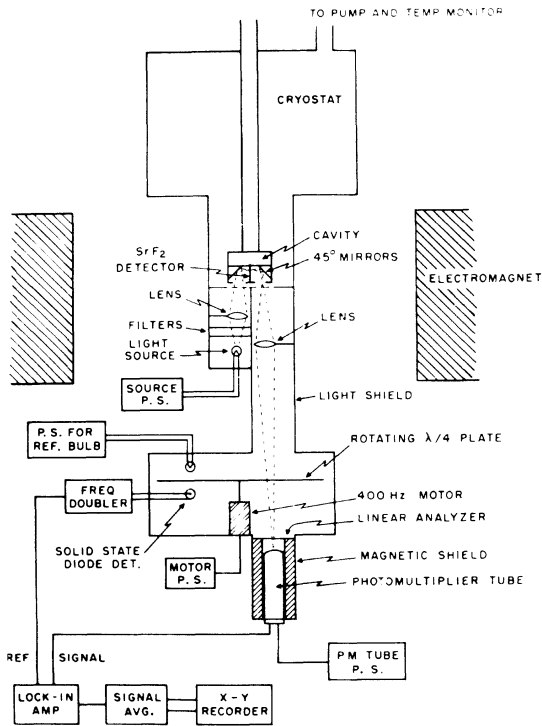 TO PUMP AND TEMP MONITOR
CRYOSTAT
CAVITY
45° MIRRORS
SrF2
DETECTOR
ELECTROMAGNET
LENS
FILTERS
LIGHT
SOURCE
LENS
SOURCE
P.S.
LIGHT SHIELD
P.S. FOR
REF. BULB
ROTATING λ/4 PLATE
FREQ
DOUBLER
400 Hz MOTOR
LINEAR ANALYZER
SOLID STATE
DIODE DET.
MOTOR
P.S.
MAGNETIC SHIELD
PHOTOMULTIPLIER TUBE
REF
SIGNAL
PM TUBE
P.S.
LOCK-IN
AMP
SIGNAL
AVG.
X-Y
RECORDER